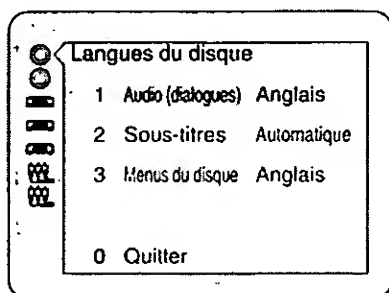 Langues du disque
1 Audio (dialogues) Anglais
2 Sous-titres Automatique
3 Menus du disque Anglais
0 Quitter